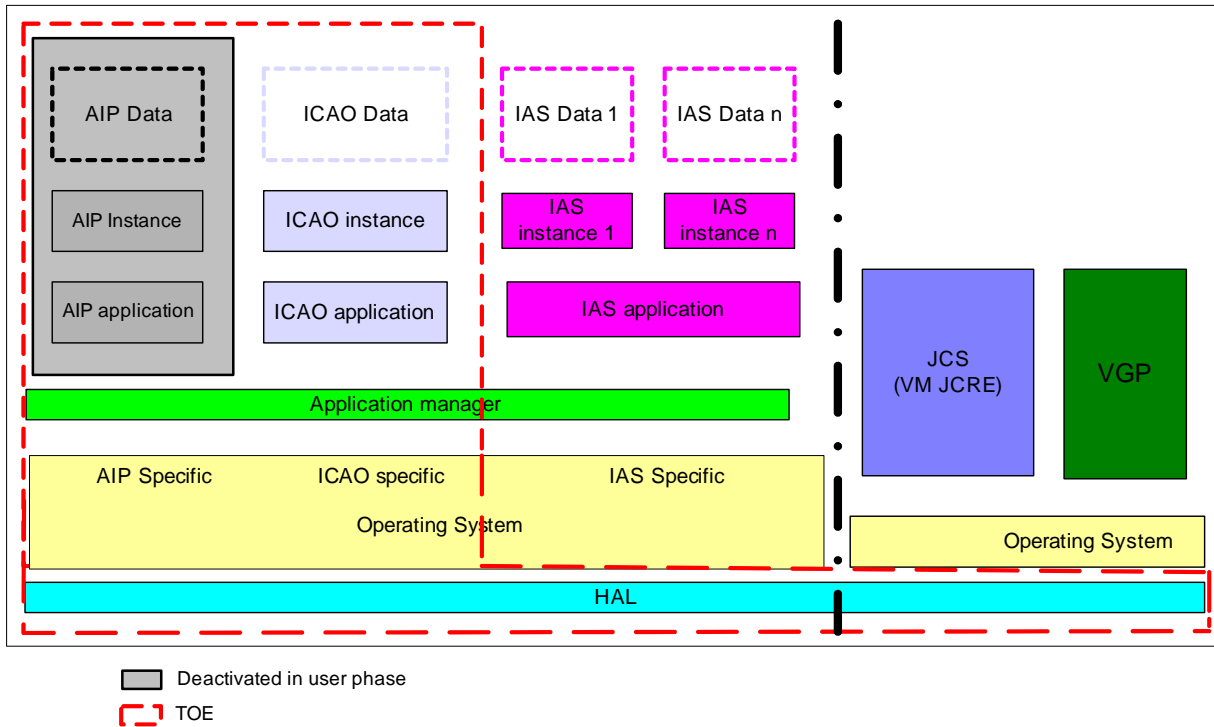 AIP Data
ICAO Data
IAS Data 1
IAS Data n
AIP Instance
ICAO instance
IAS
instance 1
IAS
instance n
AIP application
ICAO application
IAS application
JCS
(VM JCRE)
VGP
Application manager
AIP Specific
ICAO specific
IAS Specific
Operating System
Operating System
HAL
Deactivated in user phase
TOE